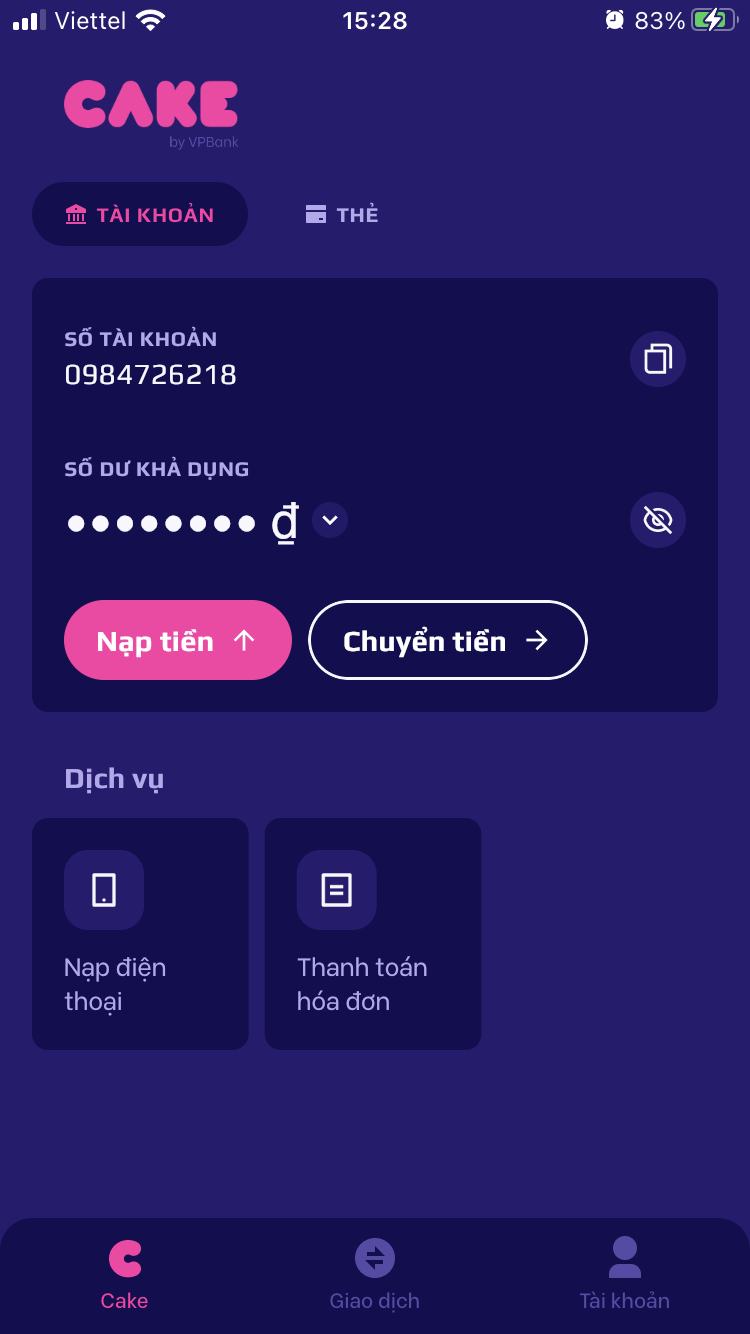 Viettel 15:28 83%
CAKE
by VPBank
TÀI KHOẢN THẺ
SỐ TÀI KHOẢN
0984726218
SỐ DƯ KHẢ DỤNG
•••••••• ₫
Nạp tiền ↑ Chuyển tiền →
Dịch vụ
Nạp điện
thoại
Thanh toán
hóa đơn
Cake Giao dịch Tài khoản